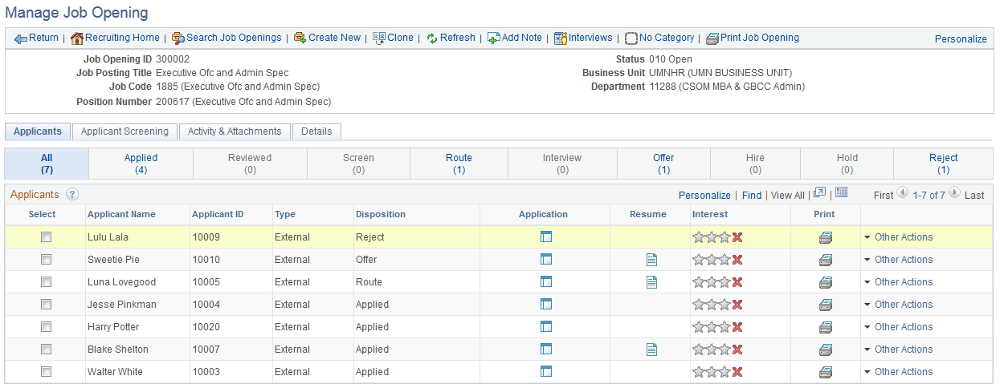 Manage Job Opening
Return | Recruiting Home | Search Job Openings | Create New | Clone | Refresh | Add Note | Interviews | No Category | Print Job Opening Personalize
Job Opening ID 300002 Status 010 Open
Job Posting Title Executive Ofc and Admin Spec Business Unit UMNHR (UMN BUSINESS UNIT)
Job Code 1885 (Executive Ofc and Admin Spec) Department 11288 (CSOM MBA & GBCC Admin)
Position Number 200617 (Executive Ofc and Admin Spec)
Applicants Applicant Screening Activity & Attachments Details
All Applied Reviewed Screen Route Interview Offer Hire Hold Reject
(7) (4) (0) (0) (1) (0) (1) (0) (0) (1)
Applicants ? Personalize | Find | View All | | First 1-7 of 7 Last
Select Applicant Name Applicant ID Type Disposition Application Resume Interest Print
Lulu Lala 10009 External Reject Other Actions
Sweetie Pie 10010 External Offer Other Actions
Luna Lovegood 10005 External Route Other Actions
Jesse Pinkman 10004 External Applied Other Actions
Harry Potter 10020 External Applied Other Actions
Blake Shelton 10007 External Applied Other Actions
Walter White 10003 External Applied Other Actions